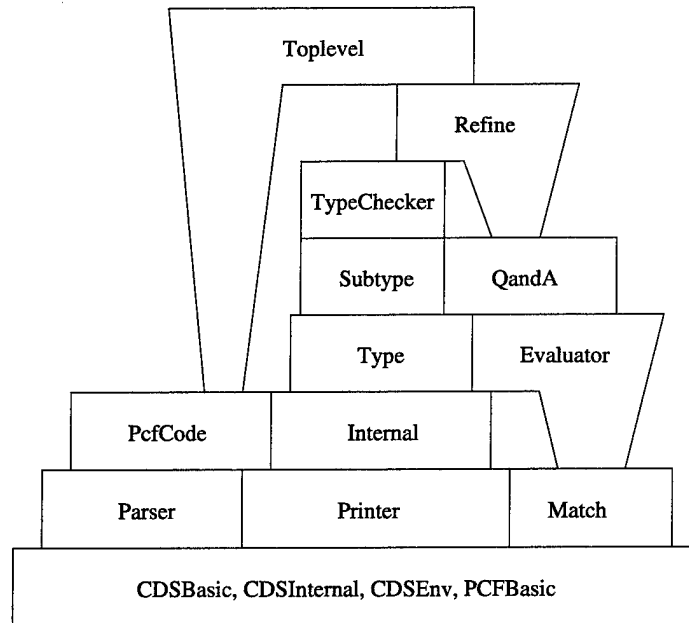 Toplevel
Refine
TypeChecker
Subtype
QandA
Type
Evaluator
PcfCode
Internal
Parser
Printer
Match
CDSBasic, CDSInternal, CDSEnv, PCFBasic